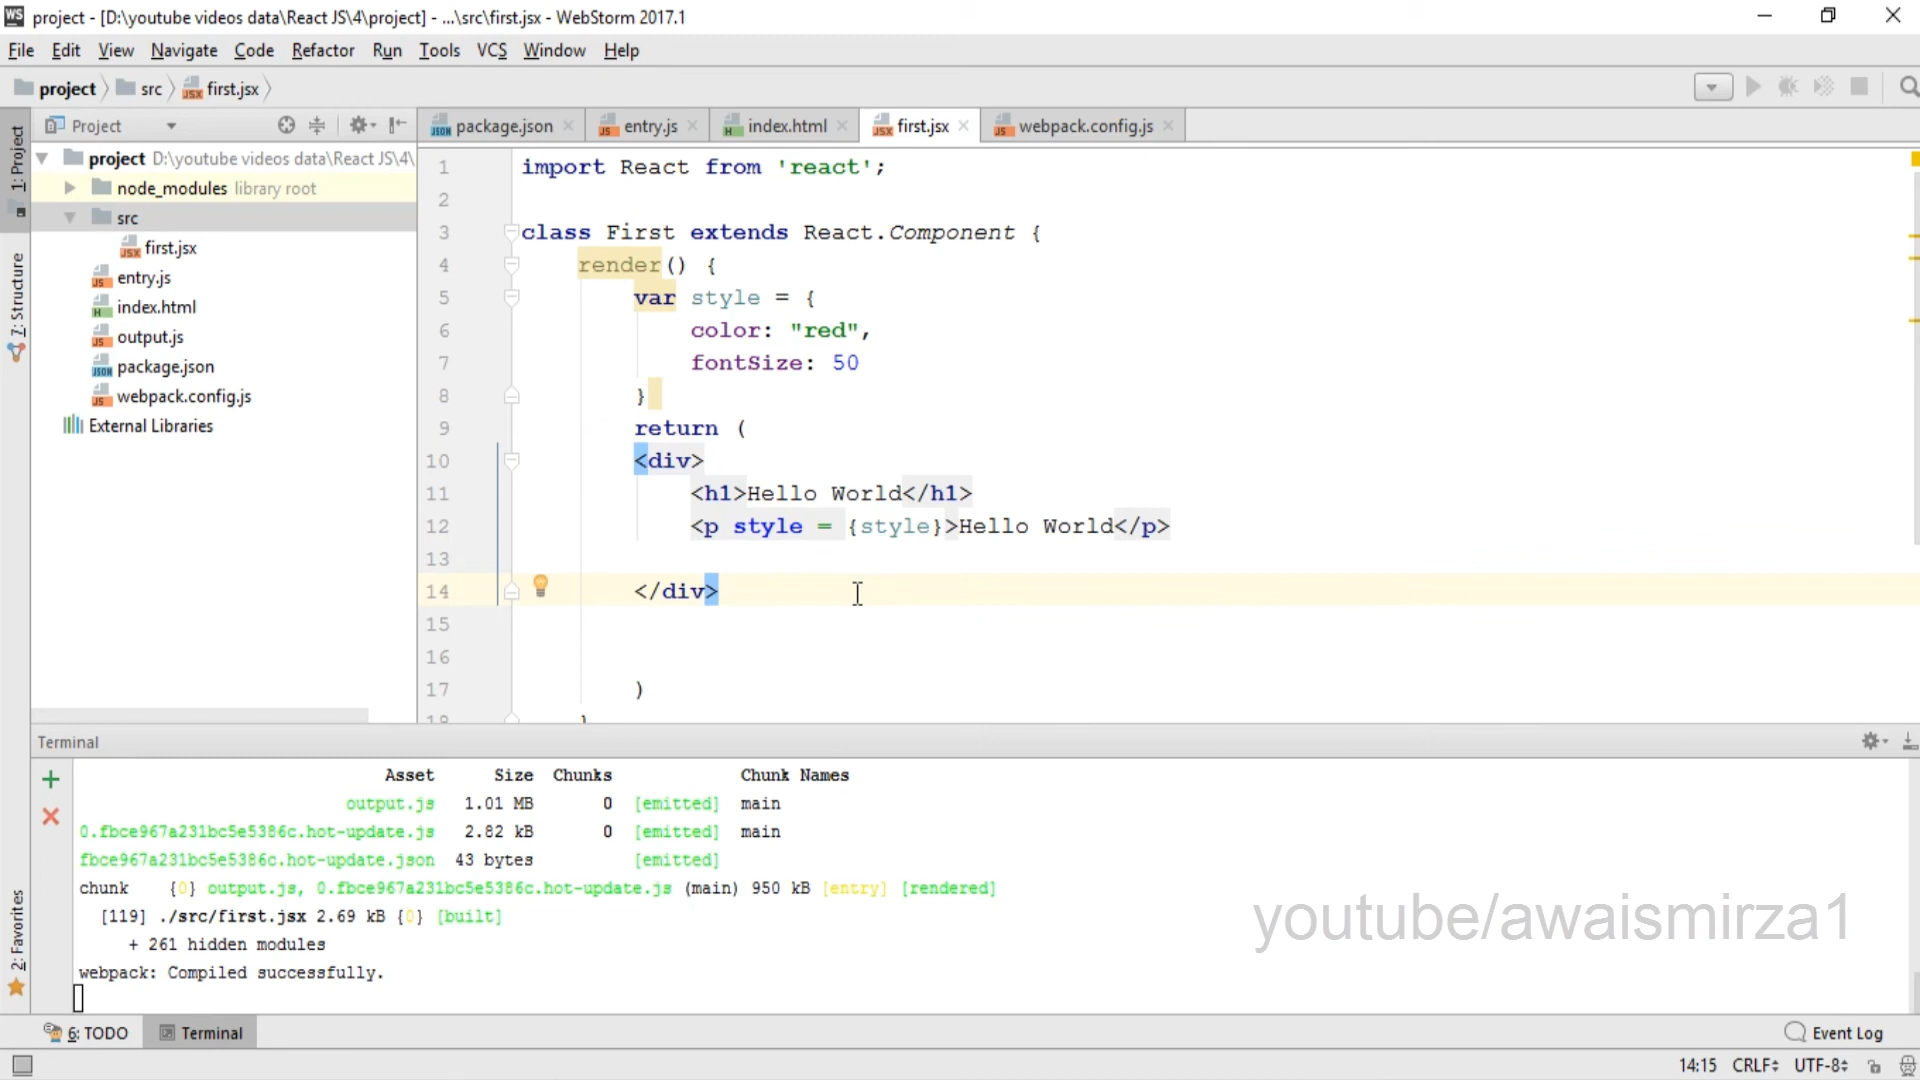 project - [D:\youtube videos data\React JS\4\project] - ...\src\first.jsx - WebStorm 2017.1
File Edit View Navigate Code Refactor Run Tools VCS Window Help
project src first.jsx
Project
package.json entry.js index.html first.jsx webpack.config.js
1: Project
7: Structure
2: Favorites
project D:\youtube videos data\React JS\4\
node_modules library root
src
first.jsx
entry.js
index.html
output.js
package.json
webpack.config.js
External Libraries
1 import React from 'react';
2
3 class First extends React.Component {
4 render() {
5 var style = {
6 color: "red",
7 fontSize: 50
8 }
9 return (
10 <div>
11 <h1>Hello World</h1>
12 <p style = {style}>Hello World</p>
13
14 </div>
15
16
17 )
18
Terminal
Asset Size Chunks Chunk Names
output.js 1.01 MB 0 [emitted] main
0.fbce967a231bc5e5386c.hot-update.js 2.82 kB 0 [emitted] main
fbce967a231bc5e5386c.hot-update.json 43 bytes [emitted]
chunk {0} output.js, 0.fbce967a231bc5e5386c.hot-update.js (main) 950 kB [entry] [rendered]
[119] ./src/first.jsx 2.69 kB {0} [built]
+ 261 hidden modules
webpack: Compiled successfully.
youtube/awaismirza1
6: TODO Terminal Event Log
14:15 CRLF UTF-8